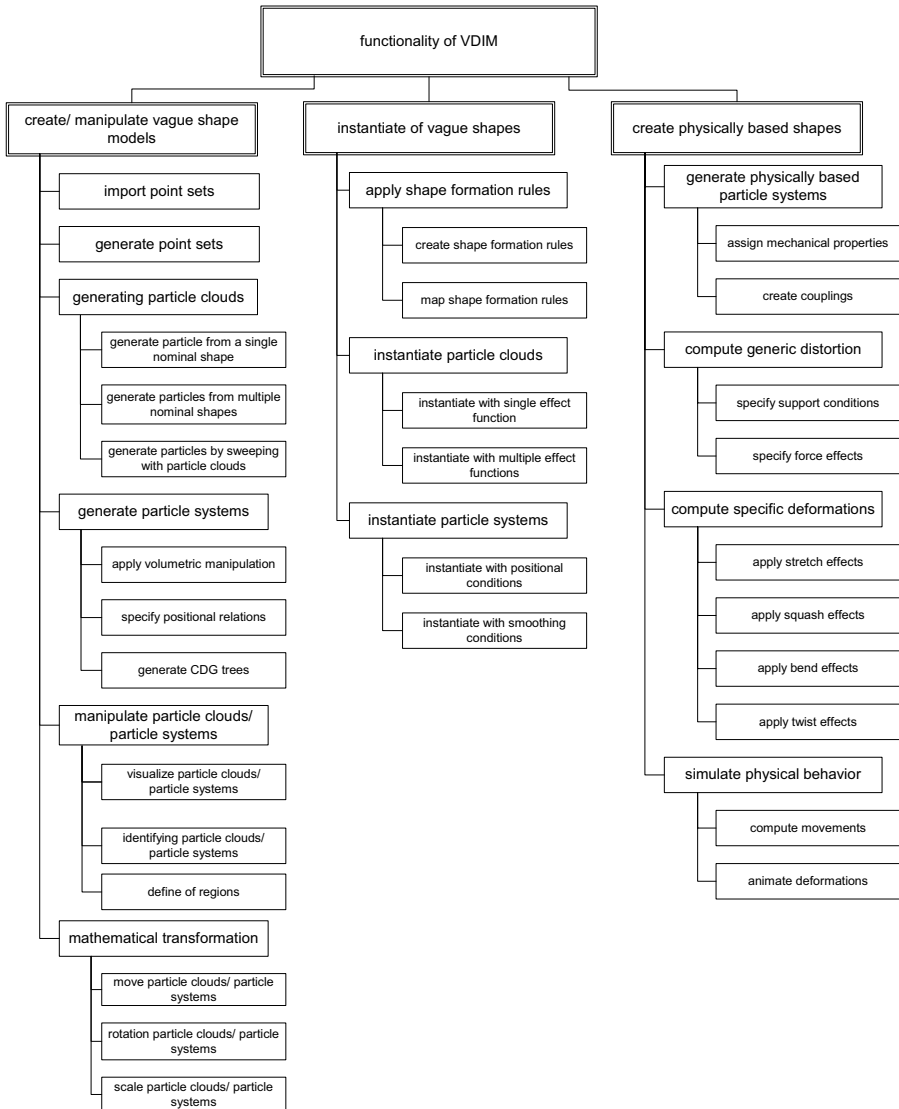 functionality of VDIM
create/ manipulate vague shape
models
import point sets
generate point sets
generating particle clouds
generate particle from a single
nominal shape
generate particles from multiple
nominal shapes
generate particles by sweeping
with particle clouds
generate particle systems
apply volumetric manipulation
specify positional relations
generate CDG trees
manipulate particle clouds/
particle systems
visualize particle clouds/
particle systems
identifying particle clouds/
particle systems
define of regions
mathematical transformation
move particle clouds/ particle
systems
rotation particle clouds/ particle
systems
scale particle clouds/ particle
systems
instantiate of vague shapes
apply shape formation rules
create shape formation rules
map shape formation rules
instantiate particle clouds
instantiate with single effect
function
instantiate with multiple effect
functions
instantiate particle systems
instantiate with positional
conditions
instantiate with smoothing
conditions
create physically based shapes
generate physically based
particle systems
assign mechanical properties
create couplings
compute generic distortion
specify support conditions
specify force effects
compute specific deformations
apply stretch effects
apply squash effects
apply bend effects
apply twist effects
simulate physical behavior
compute movements
animate deformations